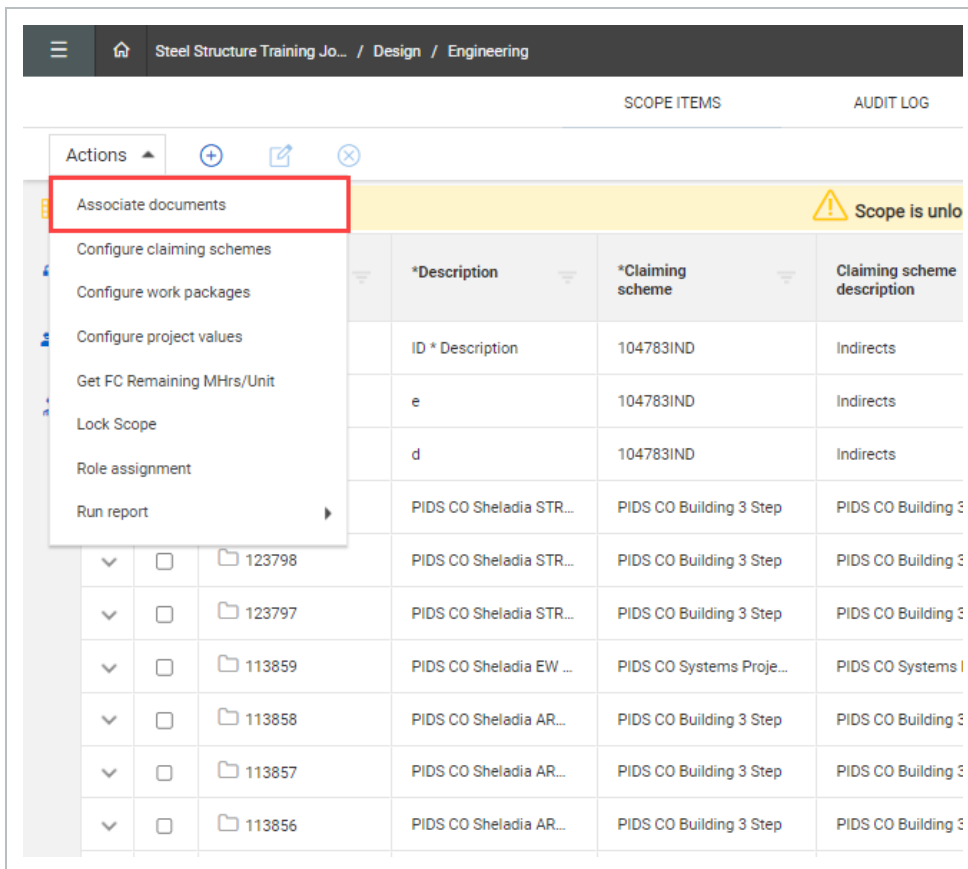 Steel Structure Training Jo... / Design / Engineering
SCOPE ITEMS AUDIT LOG
Actions
Scope is unlo
Associate documents
Configure claiming schemes
Configure work packages
Configure project values
Get FC Remaining MHrs/Unit
Lock Scope
Role assignment
Run report
*Description *Claiming scheme Claiming scheme description
ID * Description 104783IND Indirects
e 104783IND Indirects
d 104783IND Indirects
PIDS CO Sheladia STR... PIDS CO Building 3 Step PIDS CO Building 3
123798 PIDS CO Sheladia STR... PIDS CO Building 3 Step PIDS CO Building 3
123797 PIDS CO Sheladia STR... PIDS CO Building 3 Step PIDS CO Building 3
113859 PIDS CO Sheladia EW ... PIDS CO Systems Proje... PIDS CO Systems
113858 PIDS CO Sheladia AR... PIDS CO Building 3 Step PIDS CO Building 3
113857 PIDS CO Sheladia AR... PIDS CO Building 3 Step PIDS CO Building 3
113856 PIDS CO Sheladia AR... PIDS CO Building 3 Step PIDS CO Building 3